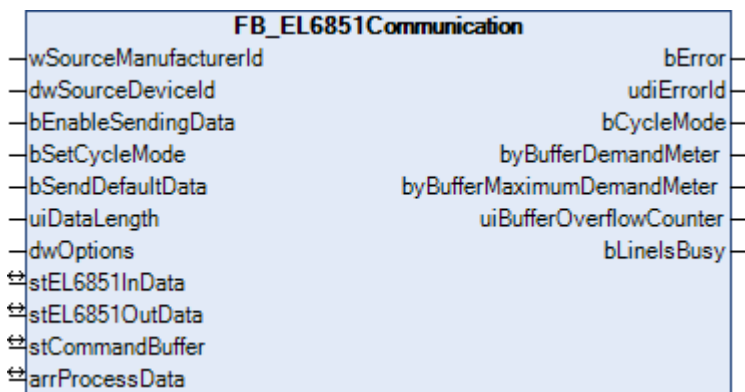 FB_EL6851Communication
wSourceManufacturerId bError
dwSourceDeviceId udiErrorId
bEnableSendingData bCycleMode
bSetCycleMode byBufferDemandMeter
bSendDefaultData byBufferMaximumDemandMeter
uiDataLength uiBufferOverflowCounter
dwOptions bLineIsBusy
stEL6851InData
stEL6851OutData
stCommandBuffer
arrProcessData